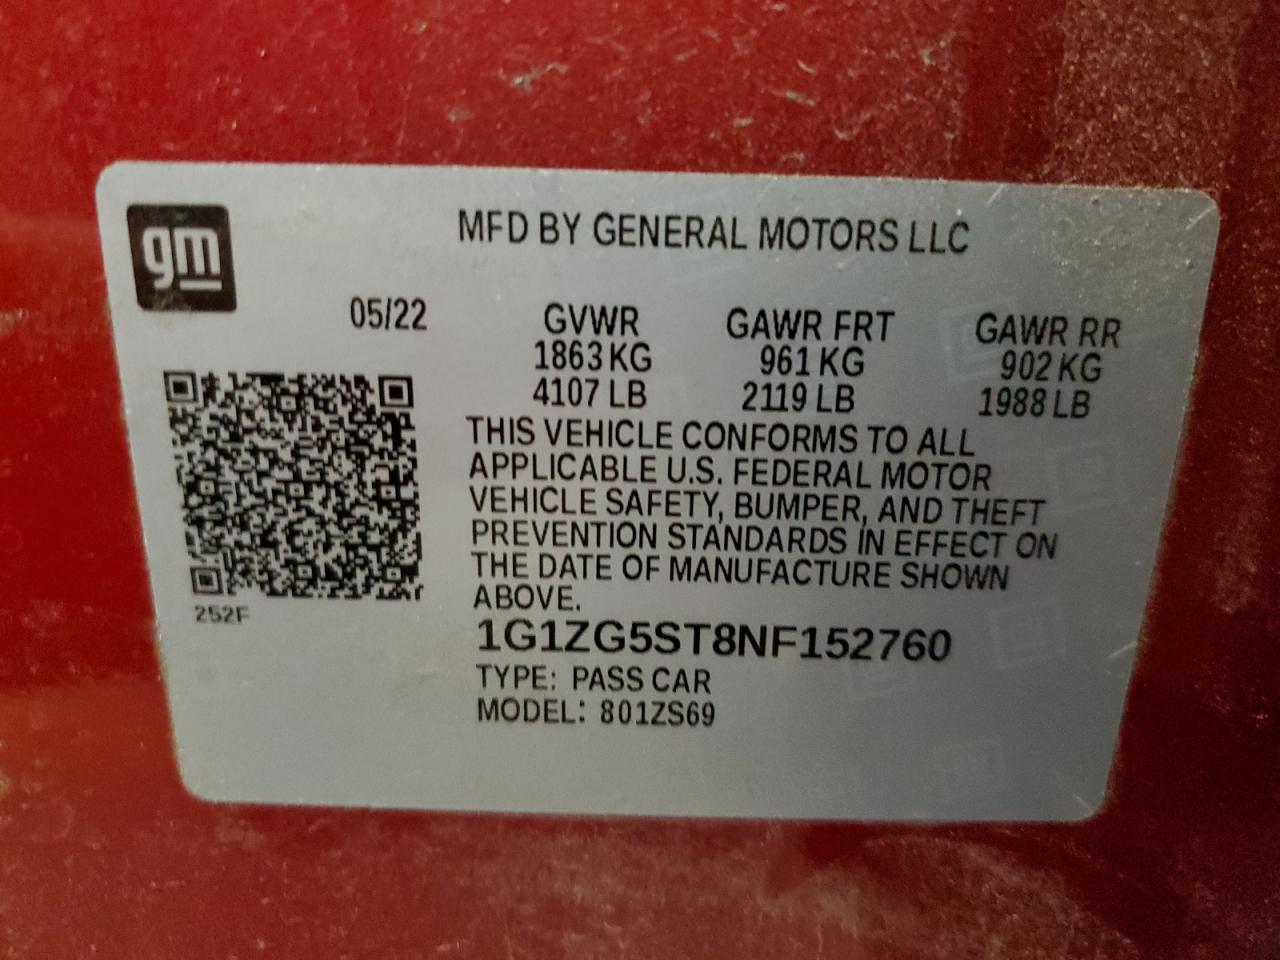 gm
MFD BY GENERAL MOTORS LLC
05/22 GVWR GAWR FRT GAWR RR
1863 KG 961 KG 902 KG
4107 LB 2119 LB 1988 LB
THIS VEHICLE CONFORMS TO ALL
APPLICABLE U.S. FEDERAL MOTOR
VEHICLE SAFETY, BUMPER, AND THEFT
PREVENTION STANDARDS IN EFFECT ON
THE DATE OF MANUFACTURE SHOWN
ABOVE.
252F
1G1ZG5ST8NF152760
TYPE: PASS CAR
MODEL: 801ZS69